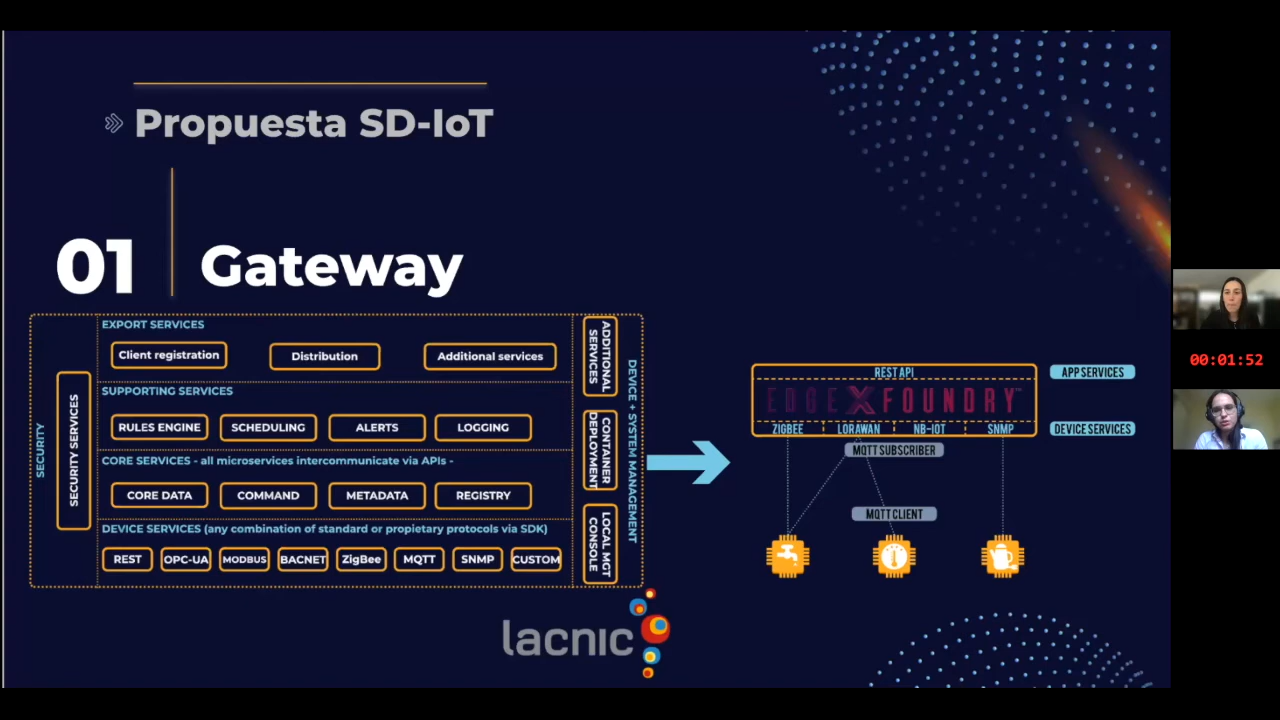 Propuesta SD-IoT
01
Gateway
EXPORT SERVICES
Client registration
Distribution
Additional services
SUPPORTING SERVICES
RULES ENGINE
SCHEDULING
ALERTS
LOGGING
CORE SERVICES - all microservices intercommunicate via APIs -
CORE DATA
COMMAND
METADATA
REGISTRY
DEVICE SERVICES (any combination of standard or propietary protocols via SDK)
REST
OPC-UA
MODBUS
BACNET
ZigBee
MQTT
SNMP
CUSTOM
SECURITY
SECURITY SERVICES
ADDITIONAL
SERVICES
CONTAINER
DEPLOYMENT
LOCAL MGT
CONSOLE
DEVICE + SYSTEM MANAGEMENT
REST API
APP SERVICES
EDGE X FOUNDRY™
ZIGBEE
LORAWAN
NB-IOT
SNMP
DEVICE SERVICES
MQTT SUBSCRIBER
MQTT CLIENT
lacnic
00:01:52